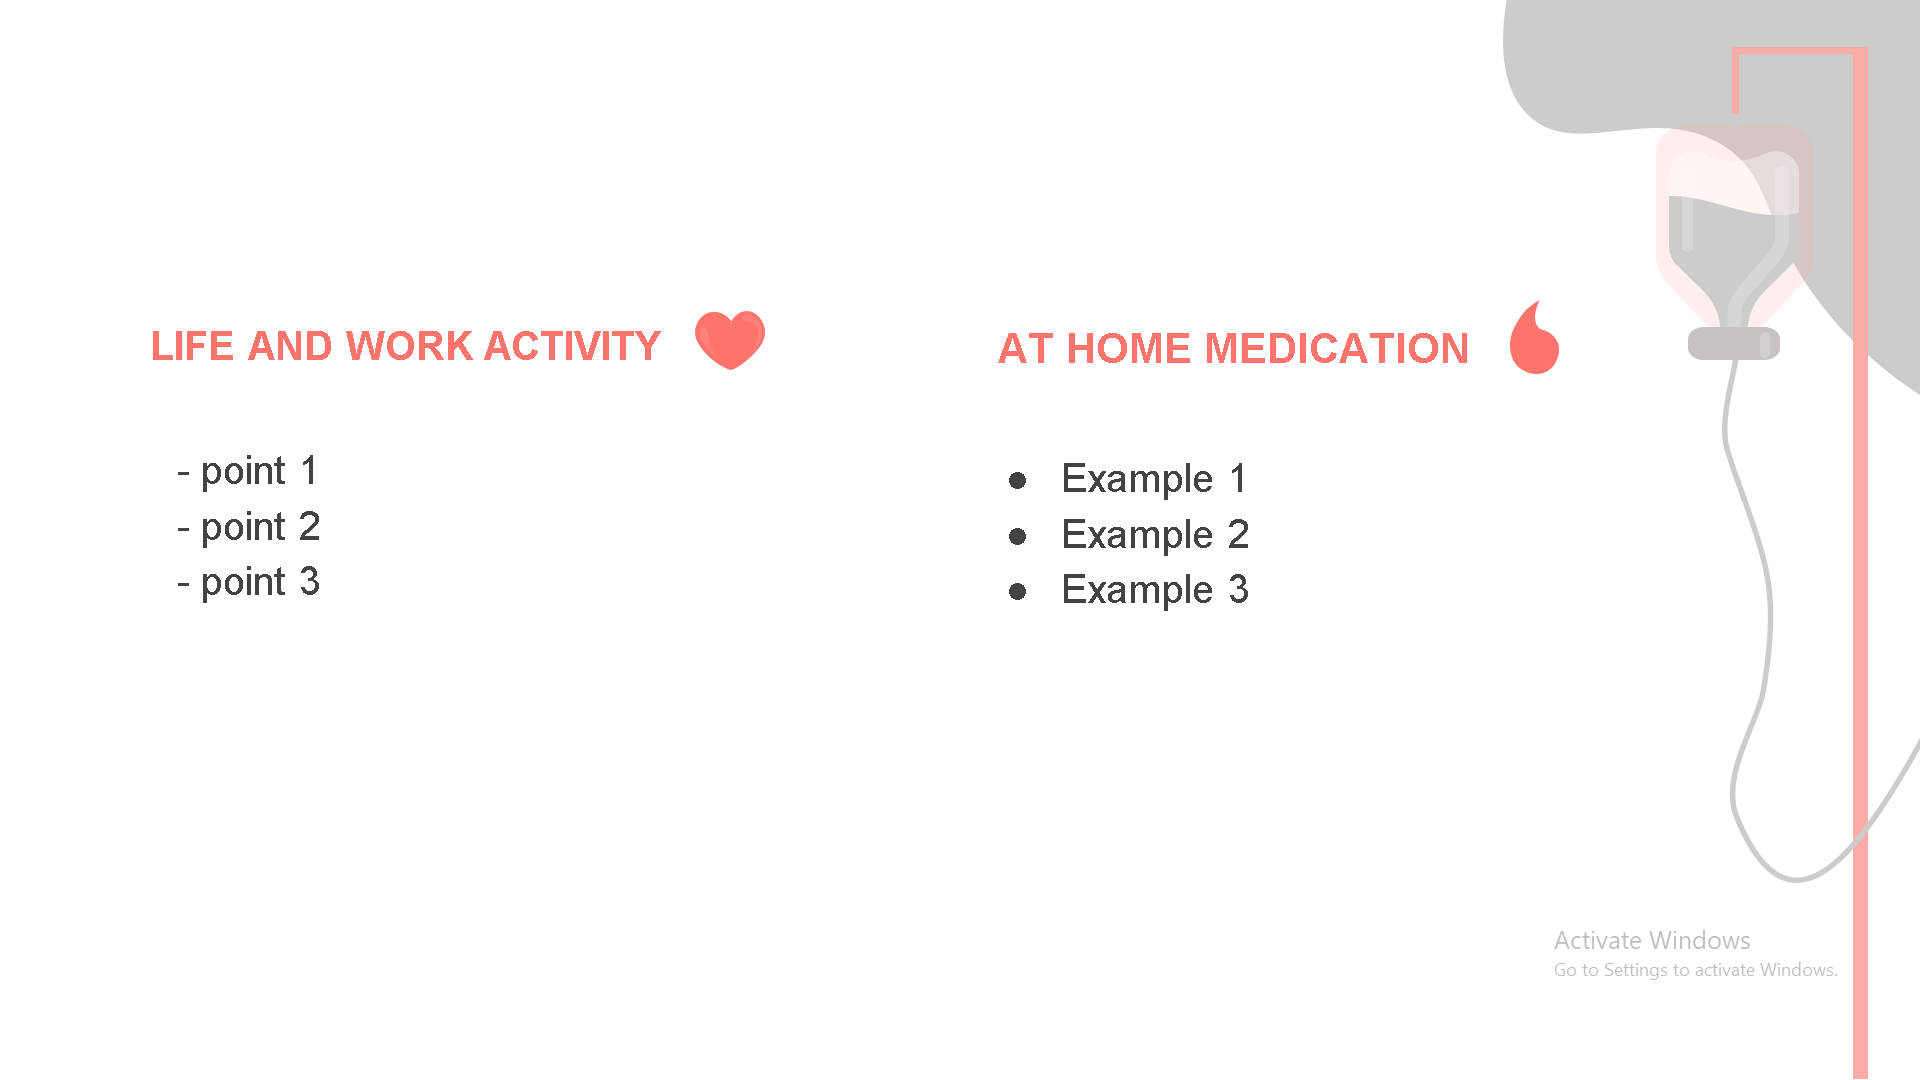 LIFE AND WORK ACTIVITY
- point 1
- point 2
- point 3
AT HOME MEDICATION
● Example 1
● Example 2
● Example 3
Activate Windows
Go to Settings to activate Windows.